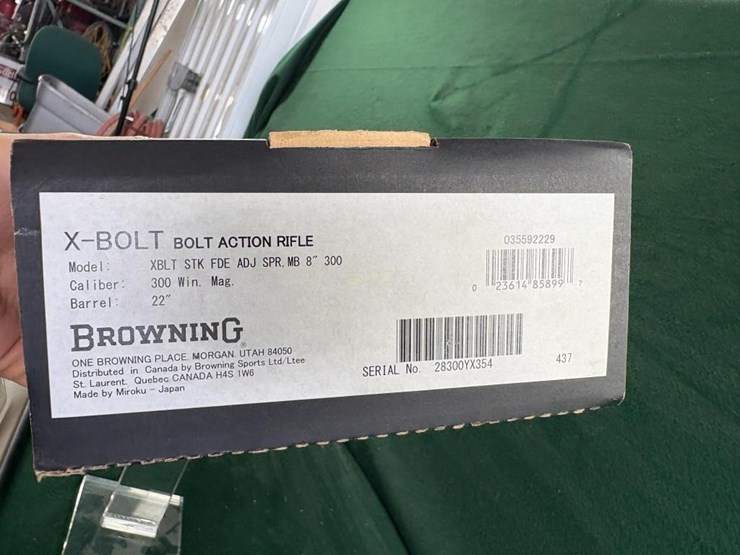 X-BOLT BOLT ACTION RIFLE
Model: XBLT STK FDE ADJ SPR, MB 8" 300
Caliber: 300 Win. Mag.
Barrel: 22"
BROWNING®
ONE BROWNING PLACE. MORGAN. UTAH 84050
Distributed in Canada by Browning Sports Ltd/Ltee
St. Laurent. Quebec CANADA H4S 1W6
Made by Miroku - Japan
035592229
0 23614 85899 7
SERIAL No. 28300YX354
437